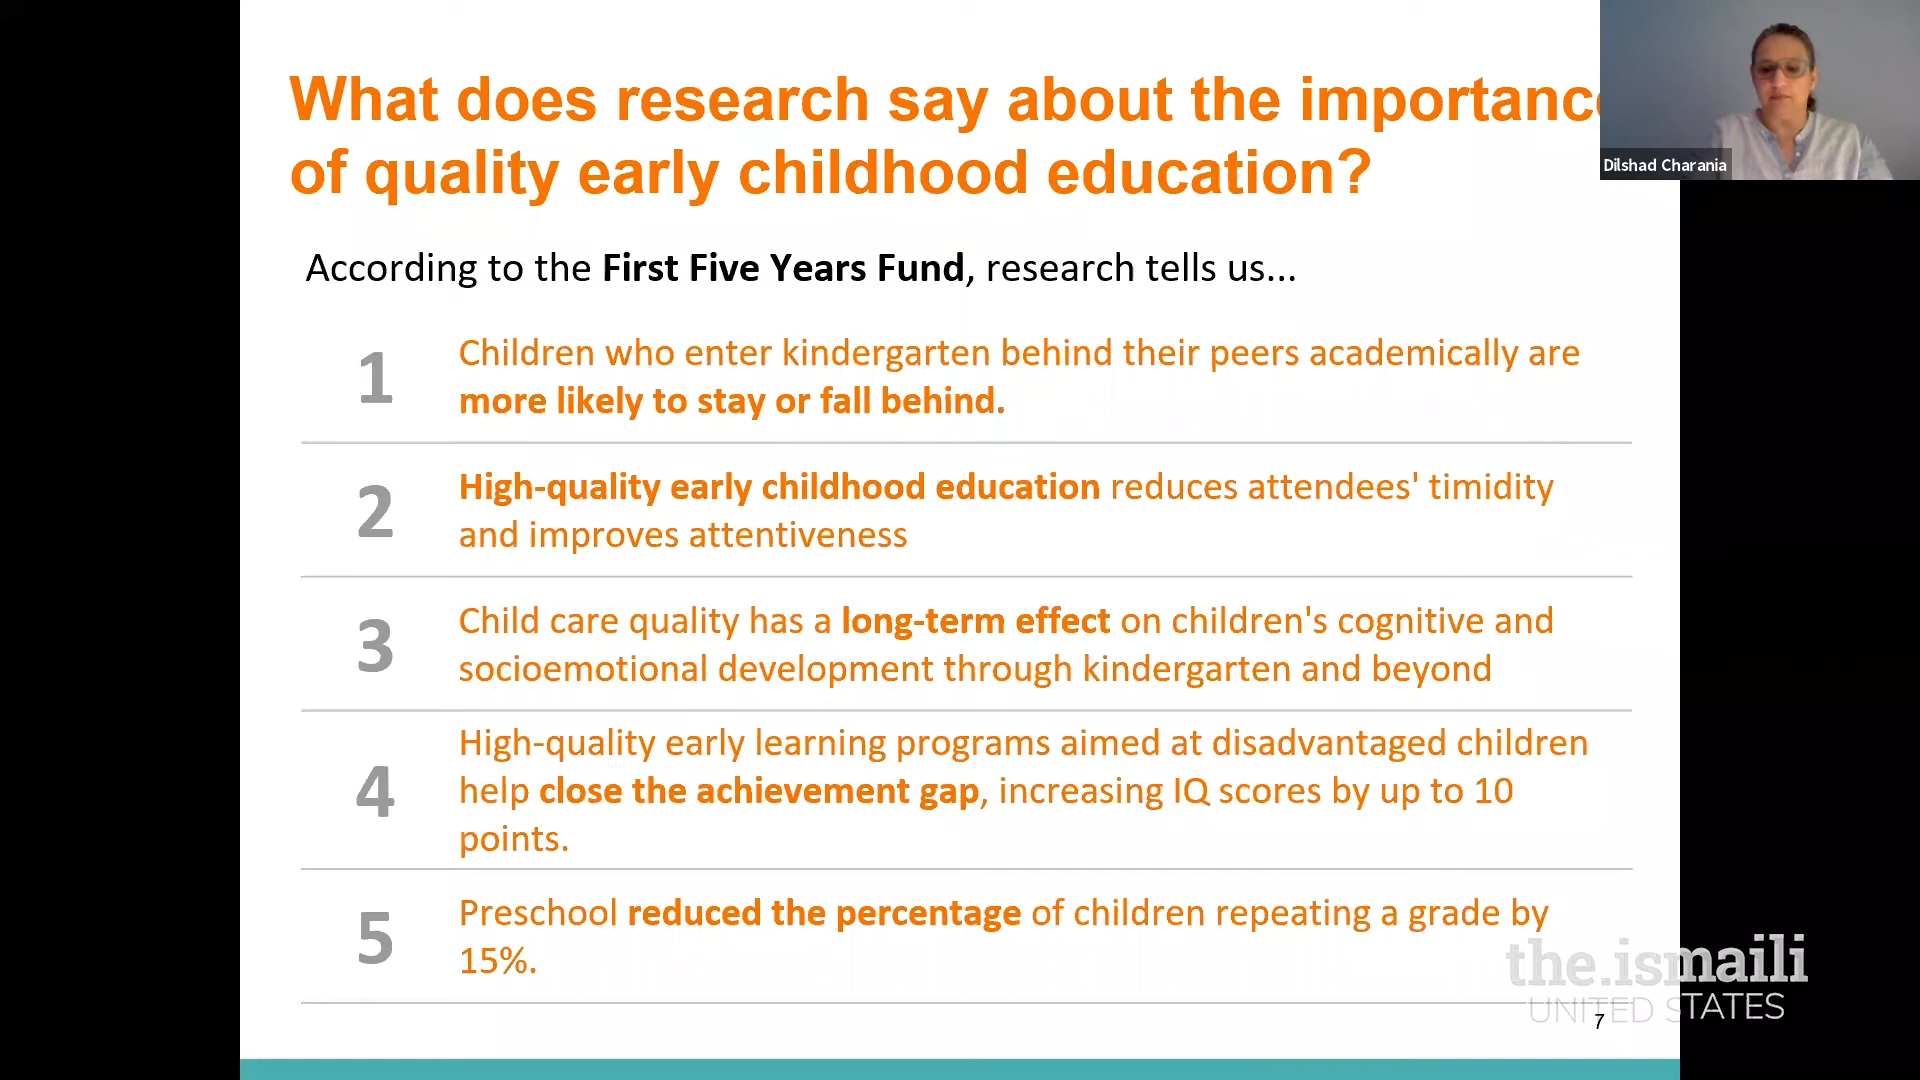 What does research say about the importance
of quality early childhood education?
Dilshad Charania
According to the First Five Years Fund, research tells us...
1
Children who enter kindergarten behind their peers academically are
more likely to stay or fall behind.
2
High-quality early childhood education reduces attendees' timidity
and improves attentiveness
3
Child care quality has a long-term effect on children's cognitive and
socioemotional development through kindergarten and beyond
4
High-quality early learning programs aimed at disadvantaged children
help close the achievement gap, increasing IQ scores by up to 10
points.
5
Preschool reduced the percentage of children repeating a grade by
15%.
the.ismaili
UNITED STATES
7